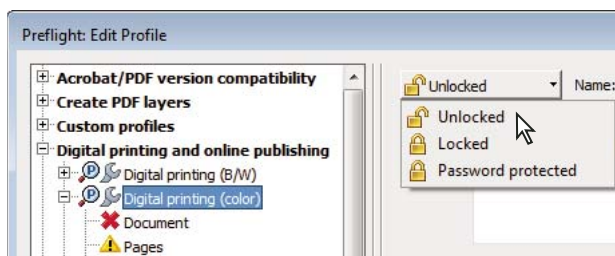 Preflight: Edit Profile
Acrobat/PDF version compatibility
Create PDF layers
Custom profiles
Digital printing and online publishing
Digital printing (B/W)
Digital printing (color)
Document
Pages
Unlocked
Name:
Unlocked
Locked
Password protected